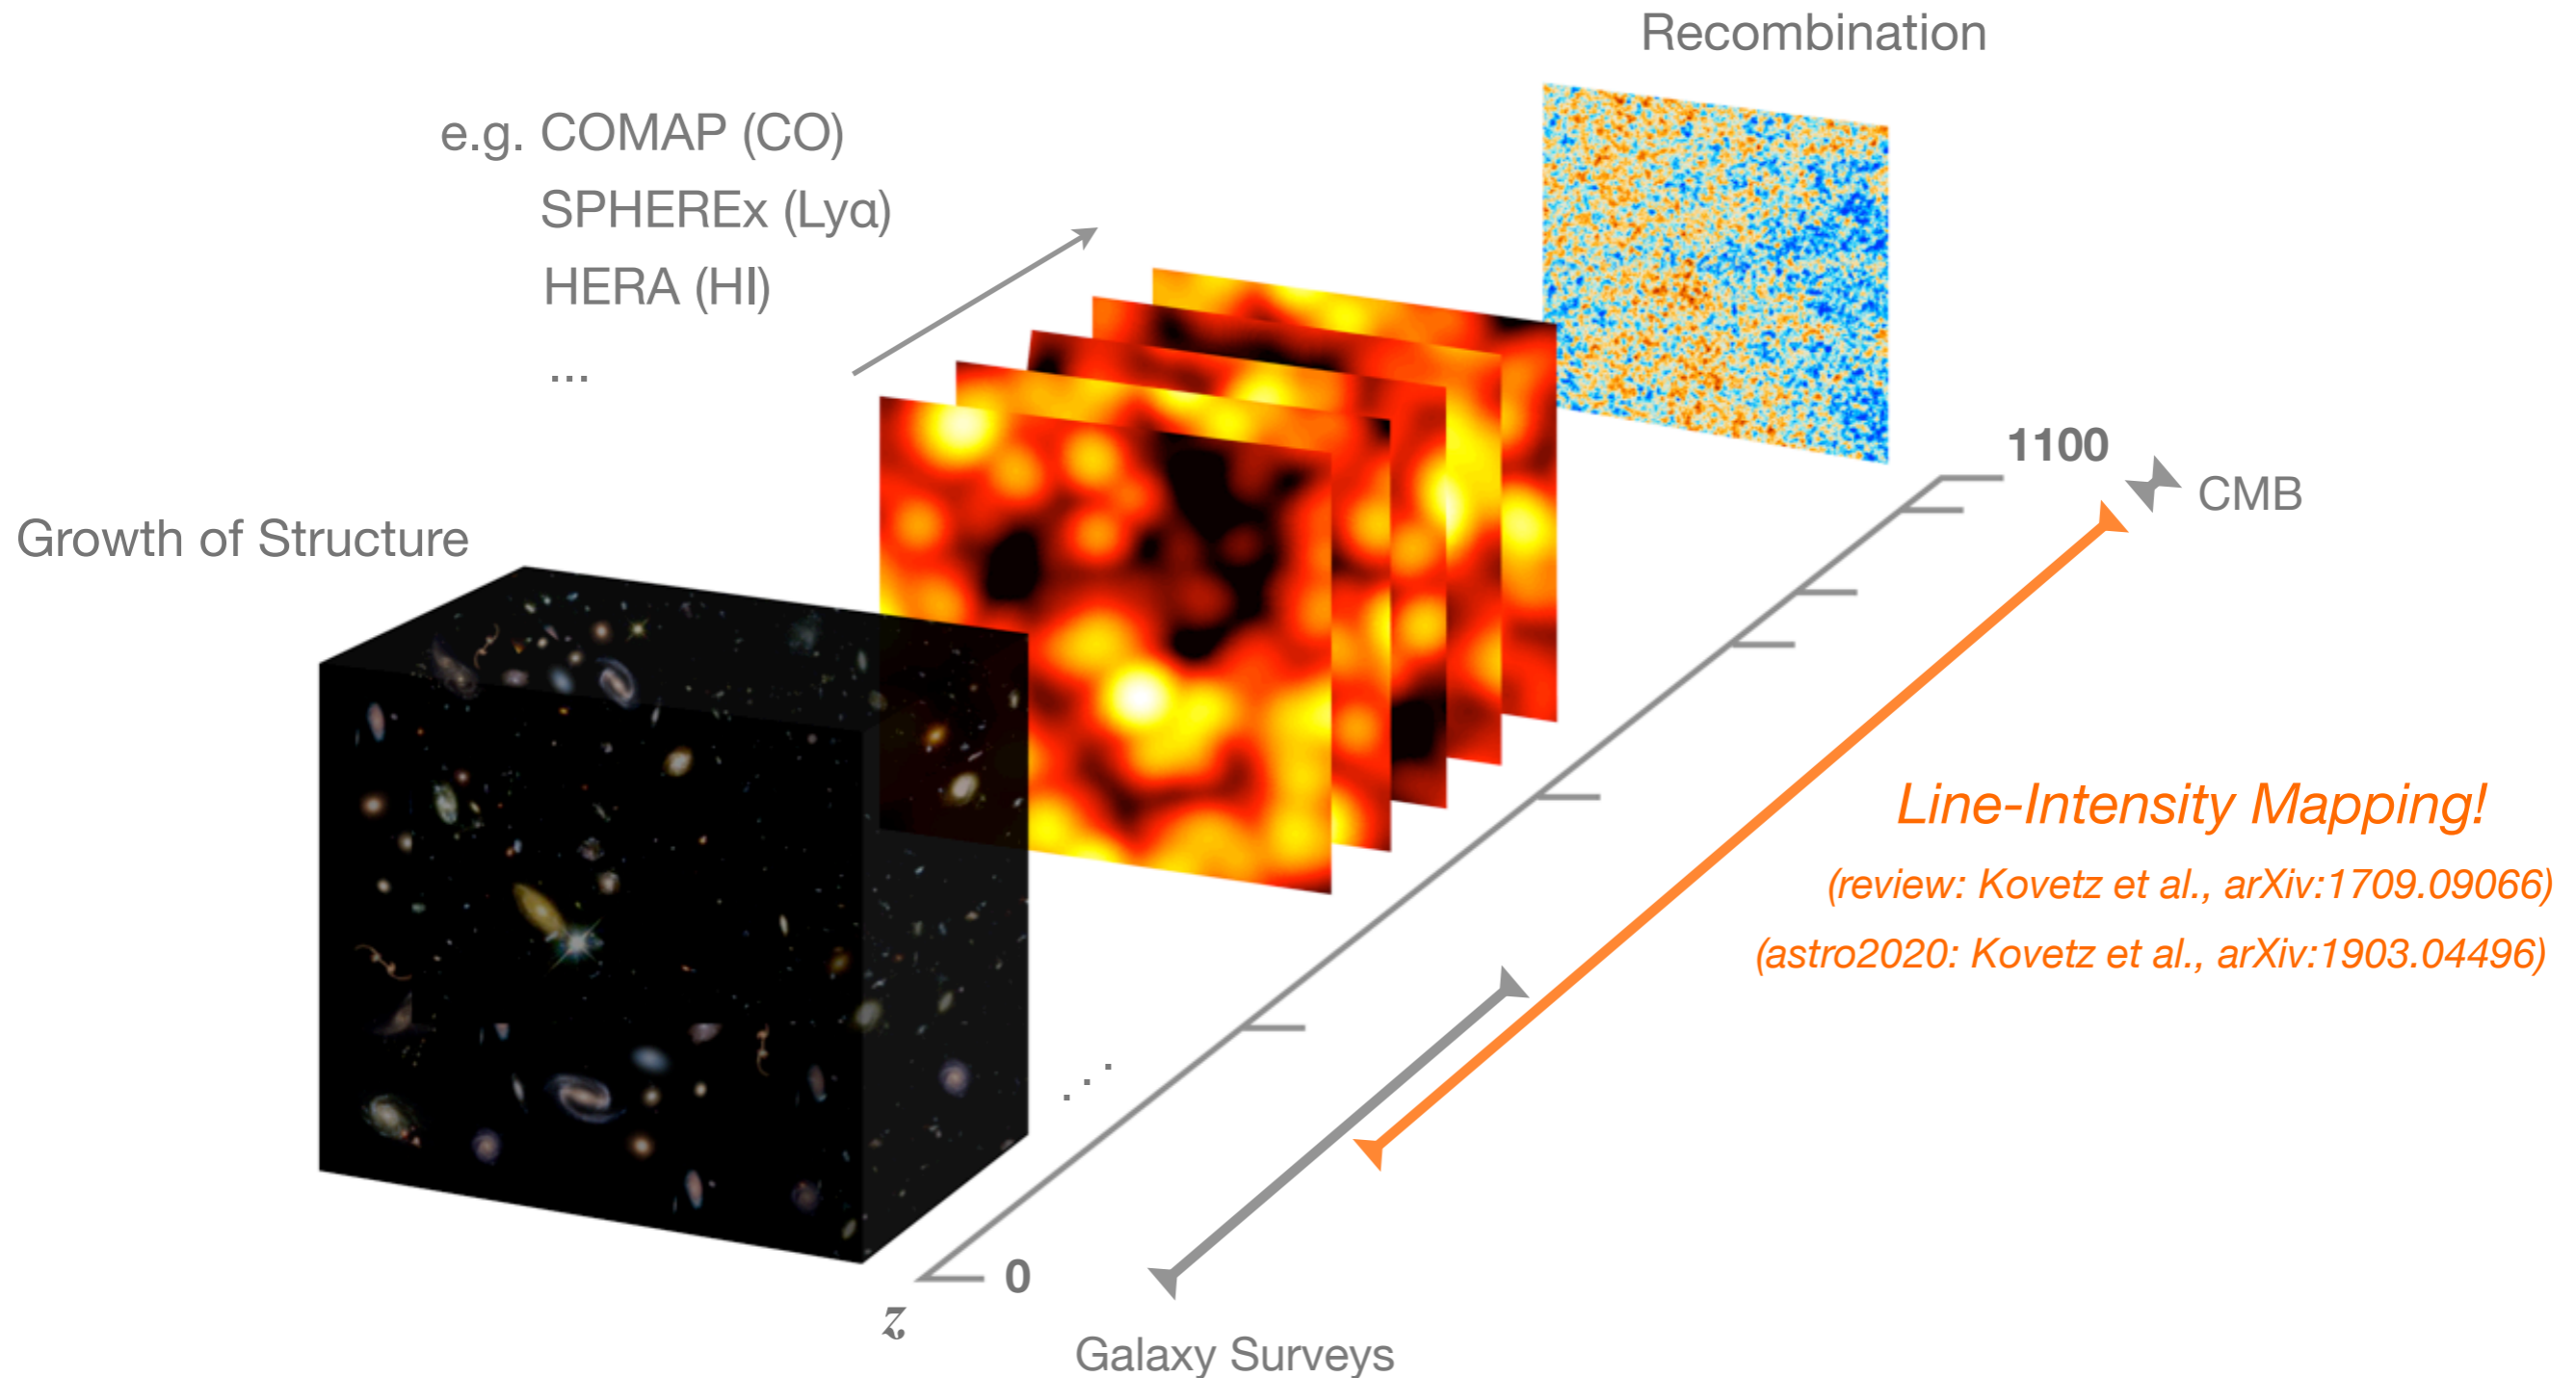 Recombination
e.g. COMAP (CO)
SPHEREx (Lyα)
HERA (HI)
...
Growth of Structure
1100
CMB
Line-Intensity Mapping!
(review: Kovetz et al., arXiv:1709.09066)
(astro2020: Kovetz et al., arXiv:1903.04496)
...
0
z
Galaxy Surveys